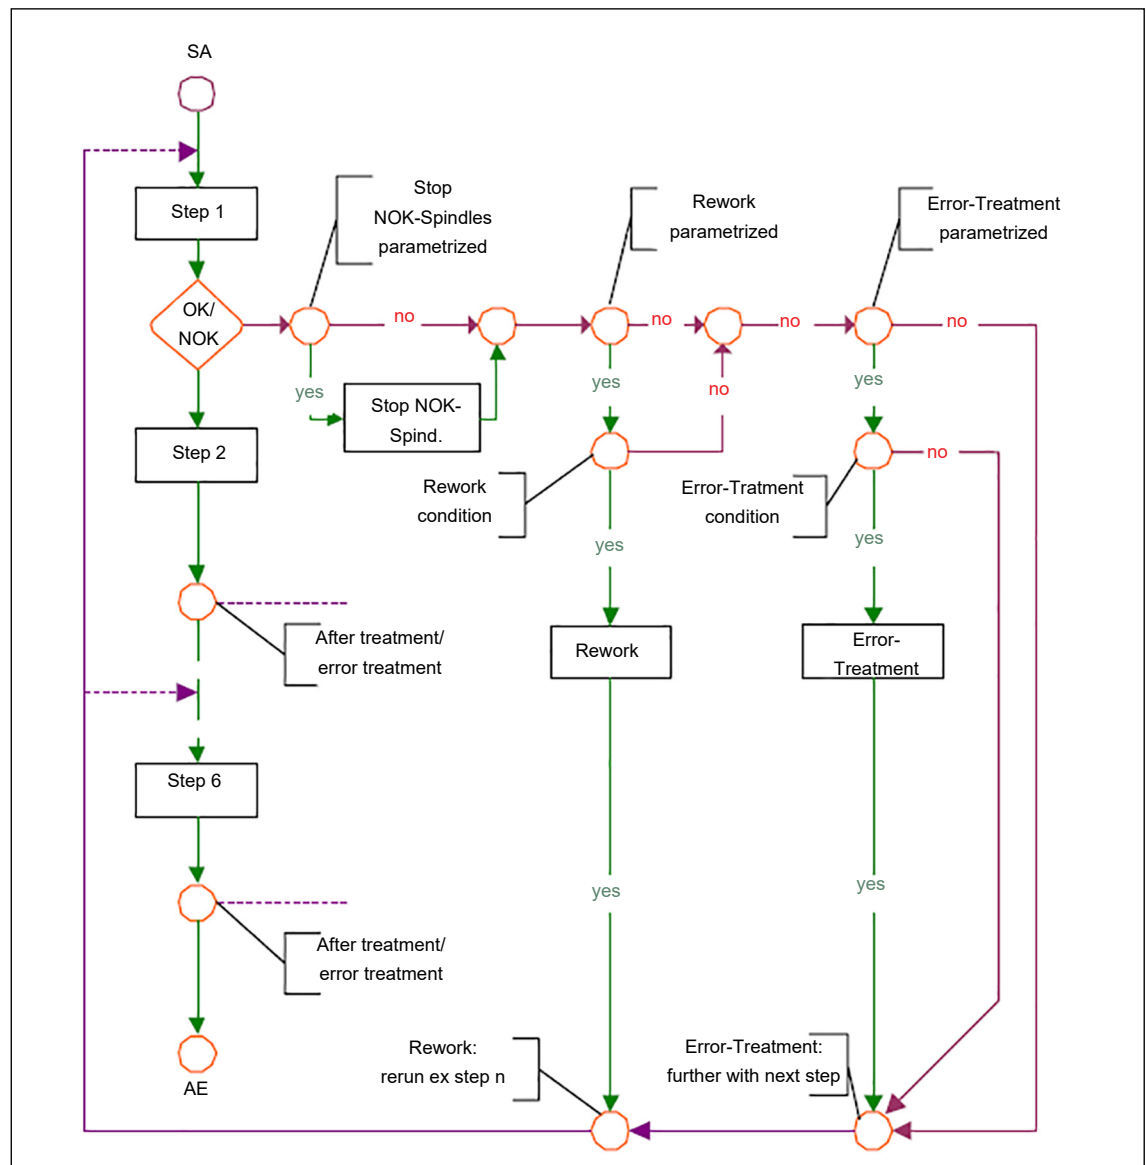 SA
Step 1
Stop
NOK-Spindles
parametrized
Rework
parametrized
Error-Treatment
parametrized
OK/
NOK
no
no
no
no
yes
yes
yes
no
Stop NOK-
Spind.
Step 2
Rework
condition
Error-Tratment
condition
no
yes
yes
After treatment/
error treatment
Rework
Error-
Treatment
Step 6
yes
yes
After treatment/
error treatment
Rework:
rerun ex step n
Error-Treatment:
further with next step
AE